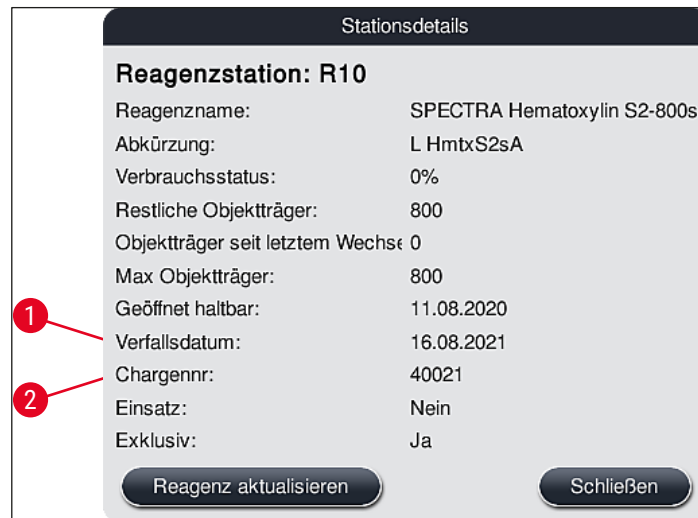 Stationsdetails
Reagenzstation: R10
Reagenzname: SPECTRA Hematoxylin S2-800s
Abkürzung: L HmtxS2sA
Verbrauchsstatus: 0%
Restliche Objektträger: 800
Objektträger seit letztem Wechse 0
Max Objektträger: 800
Geöffnet haltbar: 11.08.2020
1
Verfallsdatum: 16.08.2021
Chargennr: 40021
2
Einsatz: Nein
Exklusiv: Ja
Reagenz aktualisieren Schließen